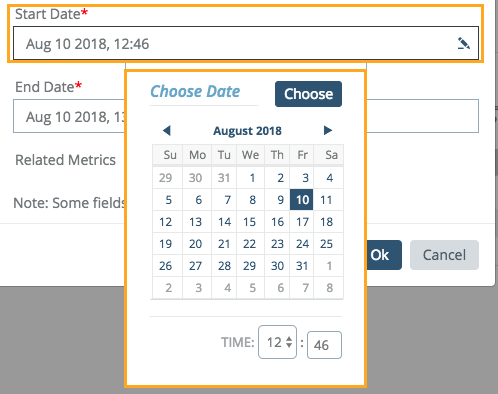 Start Date*
Aug 10 2018, 12:46
End Date*
Aug 10 2018, 13
Related Metrics
Note: Some fields
Choose Date
Choose
August 2018
Su Mo Tu We Th Fr Sa
29 30 31 1 2 3 4
5 6 7 8 9 10 11
12 13 14 15 16 17 18
19 20 21 22 23 24 25
26 27 28 29 30 31 1
2 3 4 5 6 7 8
TIME: 12 : 46
Ok
Cancel